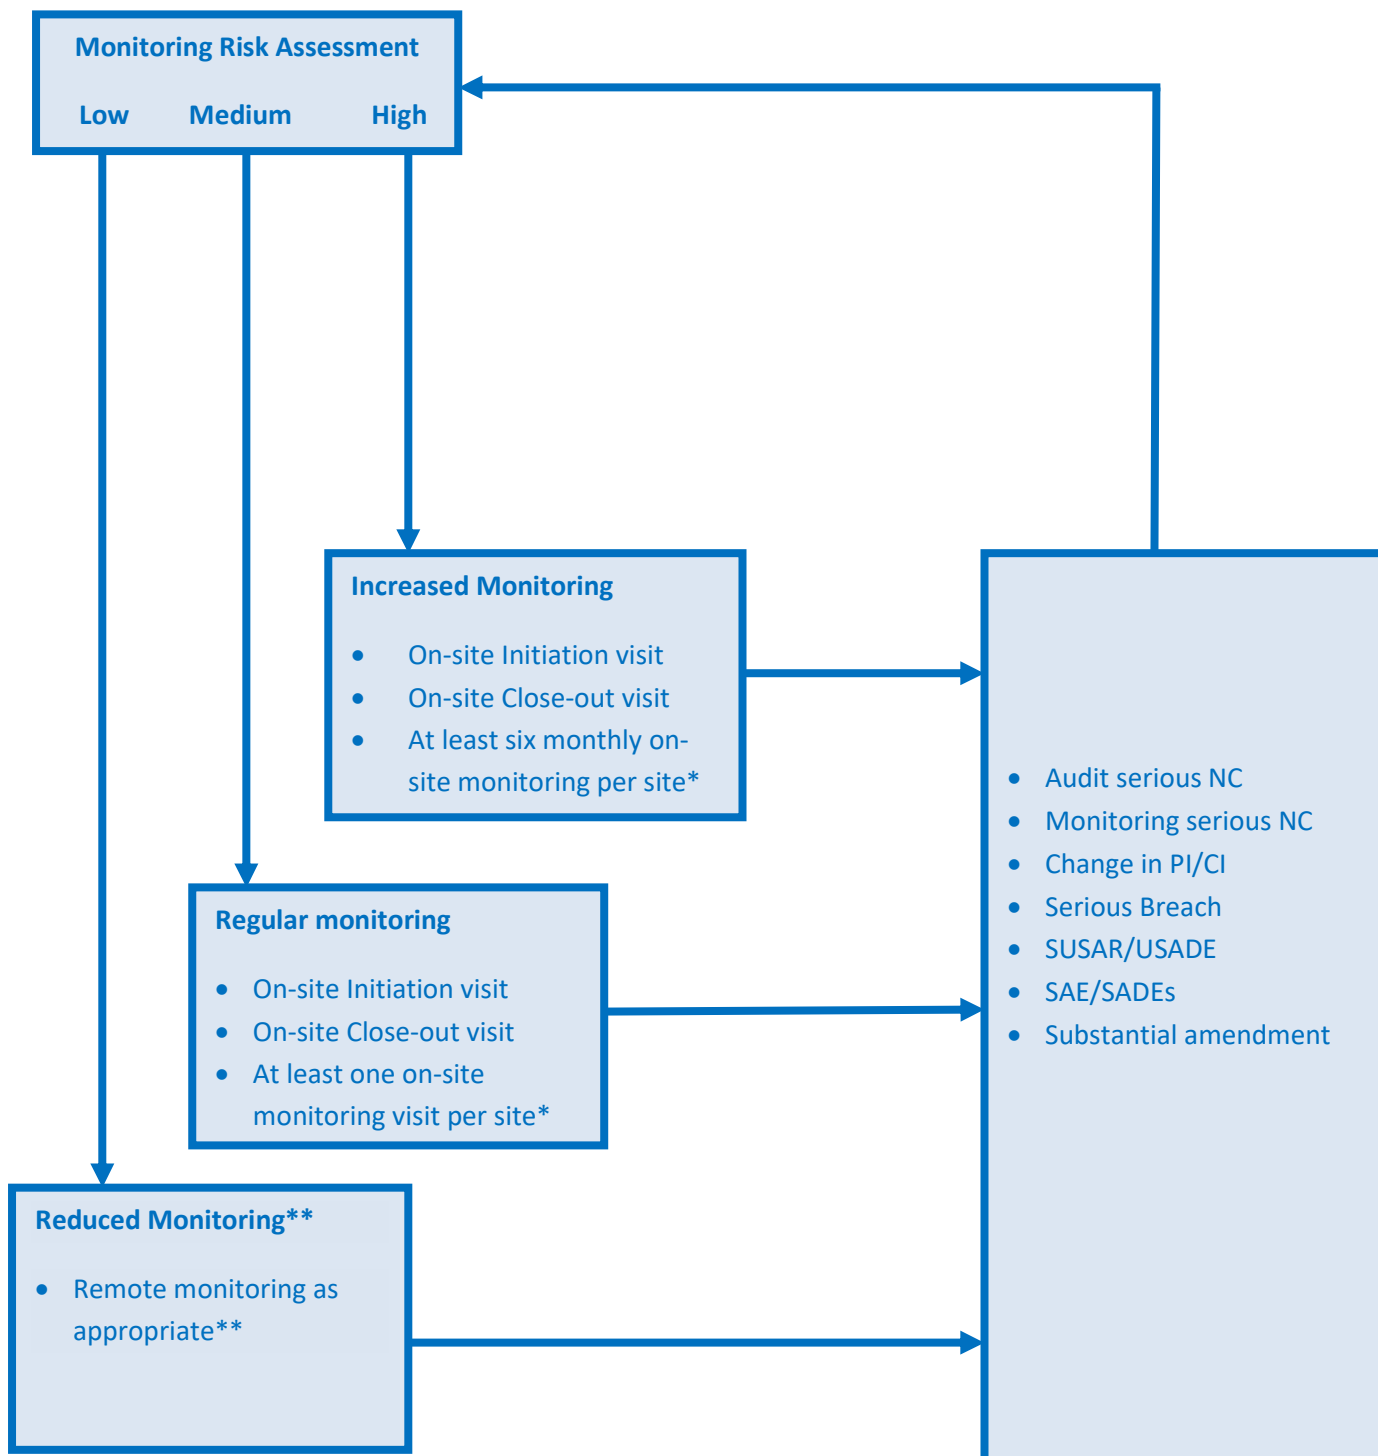 Monitoring Risk Assessment
Low Medium High
Increased Monitoring
• On-site Initiation visit
• On-site Close-out visit
• At least six monthly on-
site monitoring per site*
Regular monitoring
• On-site Initiation visit
• On-site Close-out visit
• At least one on-site
monitoring visit per site*
Reduced Monitoring**
• Remote monitoring as
appropriate**
• Audit serious NC
• Monitoring serious NC
• Change in PI/CI
• Serious Breach
• SUSAR/USADE
• SAE/SADEs
• Substantial amendment